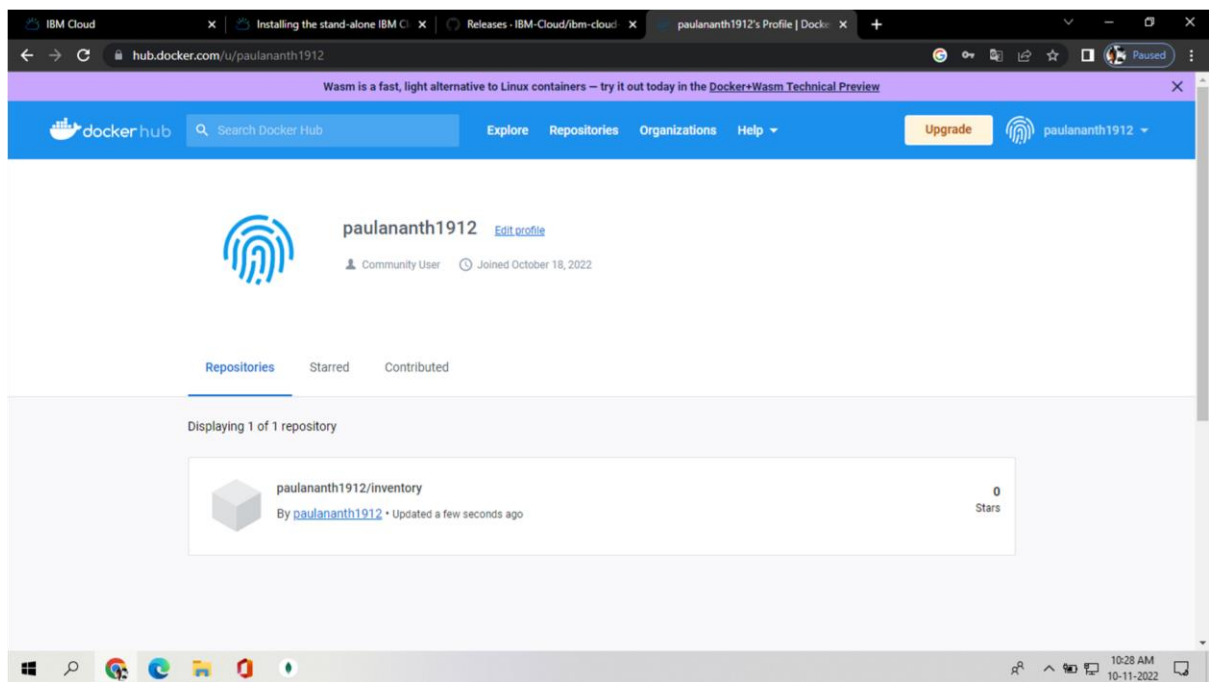 IBM Cloud
Installing the stand-alone IBM Cl
Releases · IBM-Cloud/ibm-cloud-
paulananth1912's Profile | Docke
hub.docker.com/u/paulananth1912
Paused
Wasm is a fast, light alternative to Linux containers — try it out today in the Docker+Wasm Technical Preview
dockerhub
Search Docker Hub
Explore
Repositories
Organizations
Help
Upgrade
paulananth1912
paulananth1912
Edit profile
Community User
Joined October 18, 2022
Repositories
Starred
Contributed
Displaying 1 of 1 repository
paulananth1912/inventory
By paulananth1912 • Updated a few seconds ago
0
Stars
10:28 AM
10-11-2022